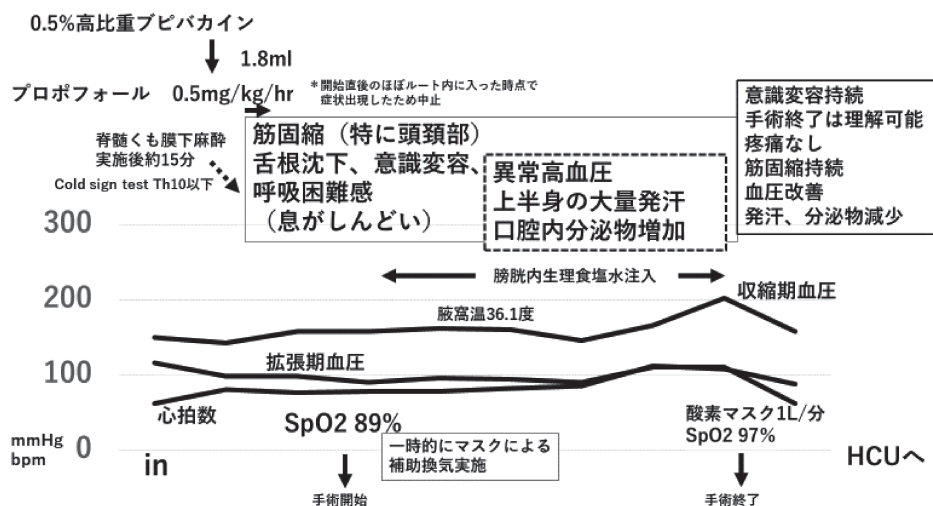 0.5%高比重ブピバカイン
1.8ml
プロポフォール 0.5mg/kg/hr
*開始直後のほぼルート内に入った時点で
症状出現したため中止
脊髄くも膜下麻酔
実施後約15分
Cold sign test Th10以下
筋固縮（特に頭頚部）
舌根沈下、意識変容、
呼吸困難感
（息がしんどい）
異常高血圧
上半身の大量発汗
口腔内分泌物増加
意識変容持続
手術終了は理解可能
疼痛なし
筋固縮持続
血圧改善
発汗、分泌物減少
300
膀胱内生理食塩水注入
200
収縮期血圧
腋窩温36.1度
拡張期血圧
100
心拍数
SpO2 89%
酸素マスク1L/分
SpO2 97%
mmHg
bpm
0
一時的にマスクによる
補助換気実施
in
HCUへ
手術開始
手術終了